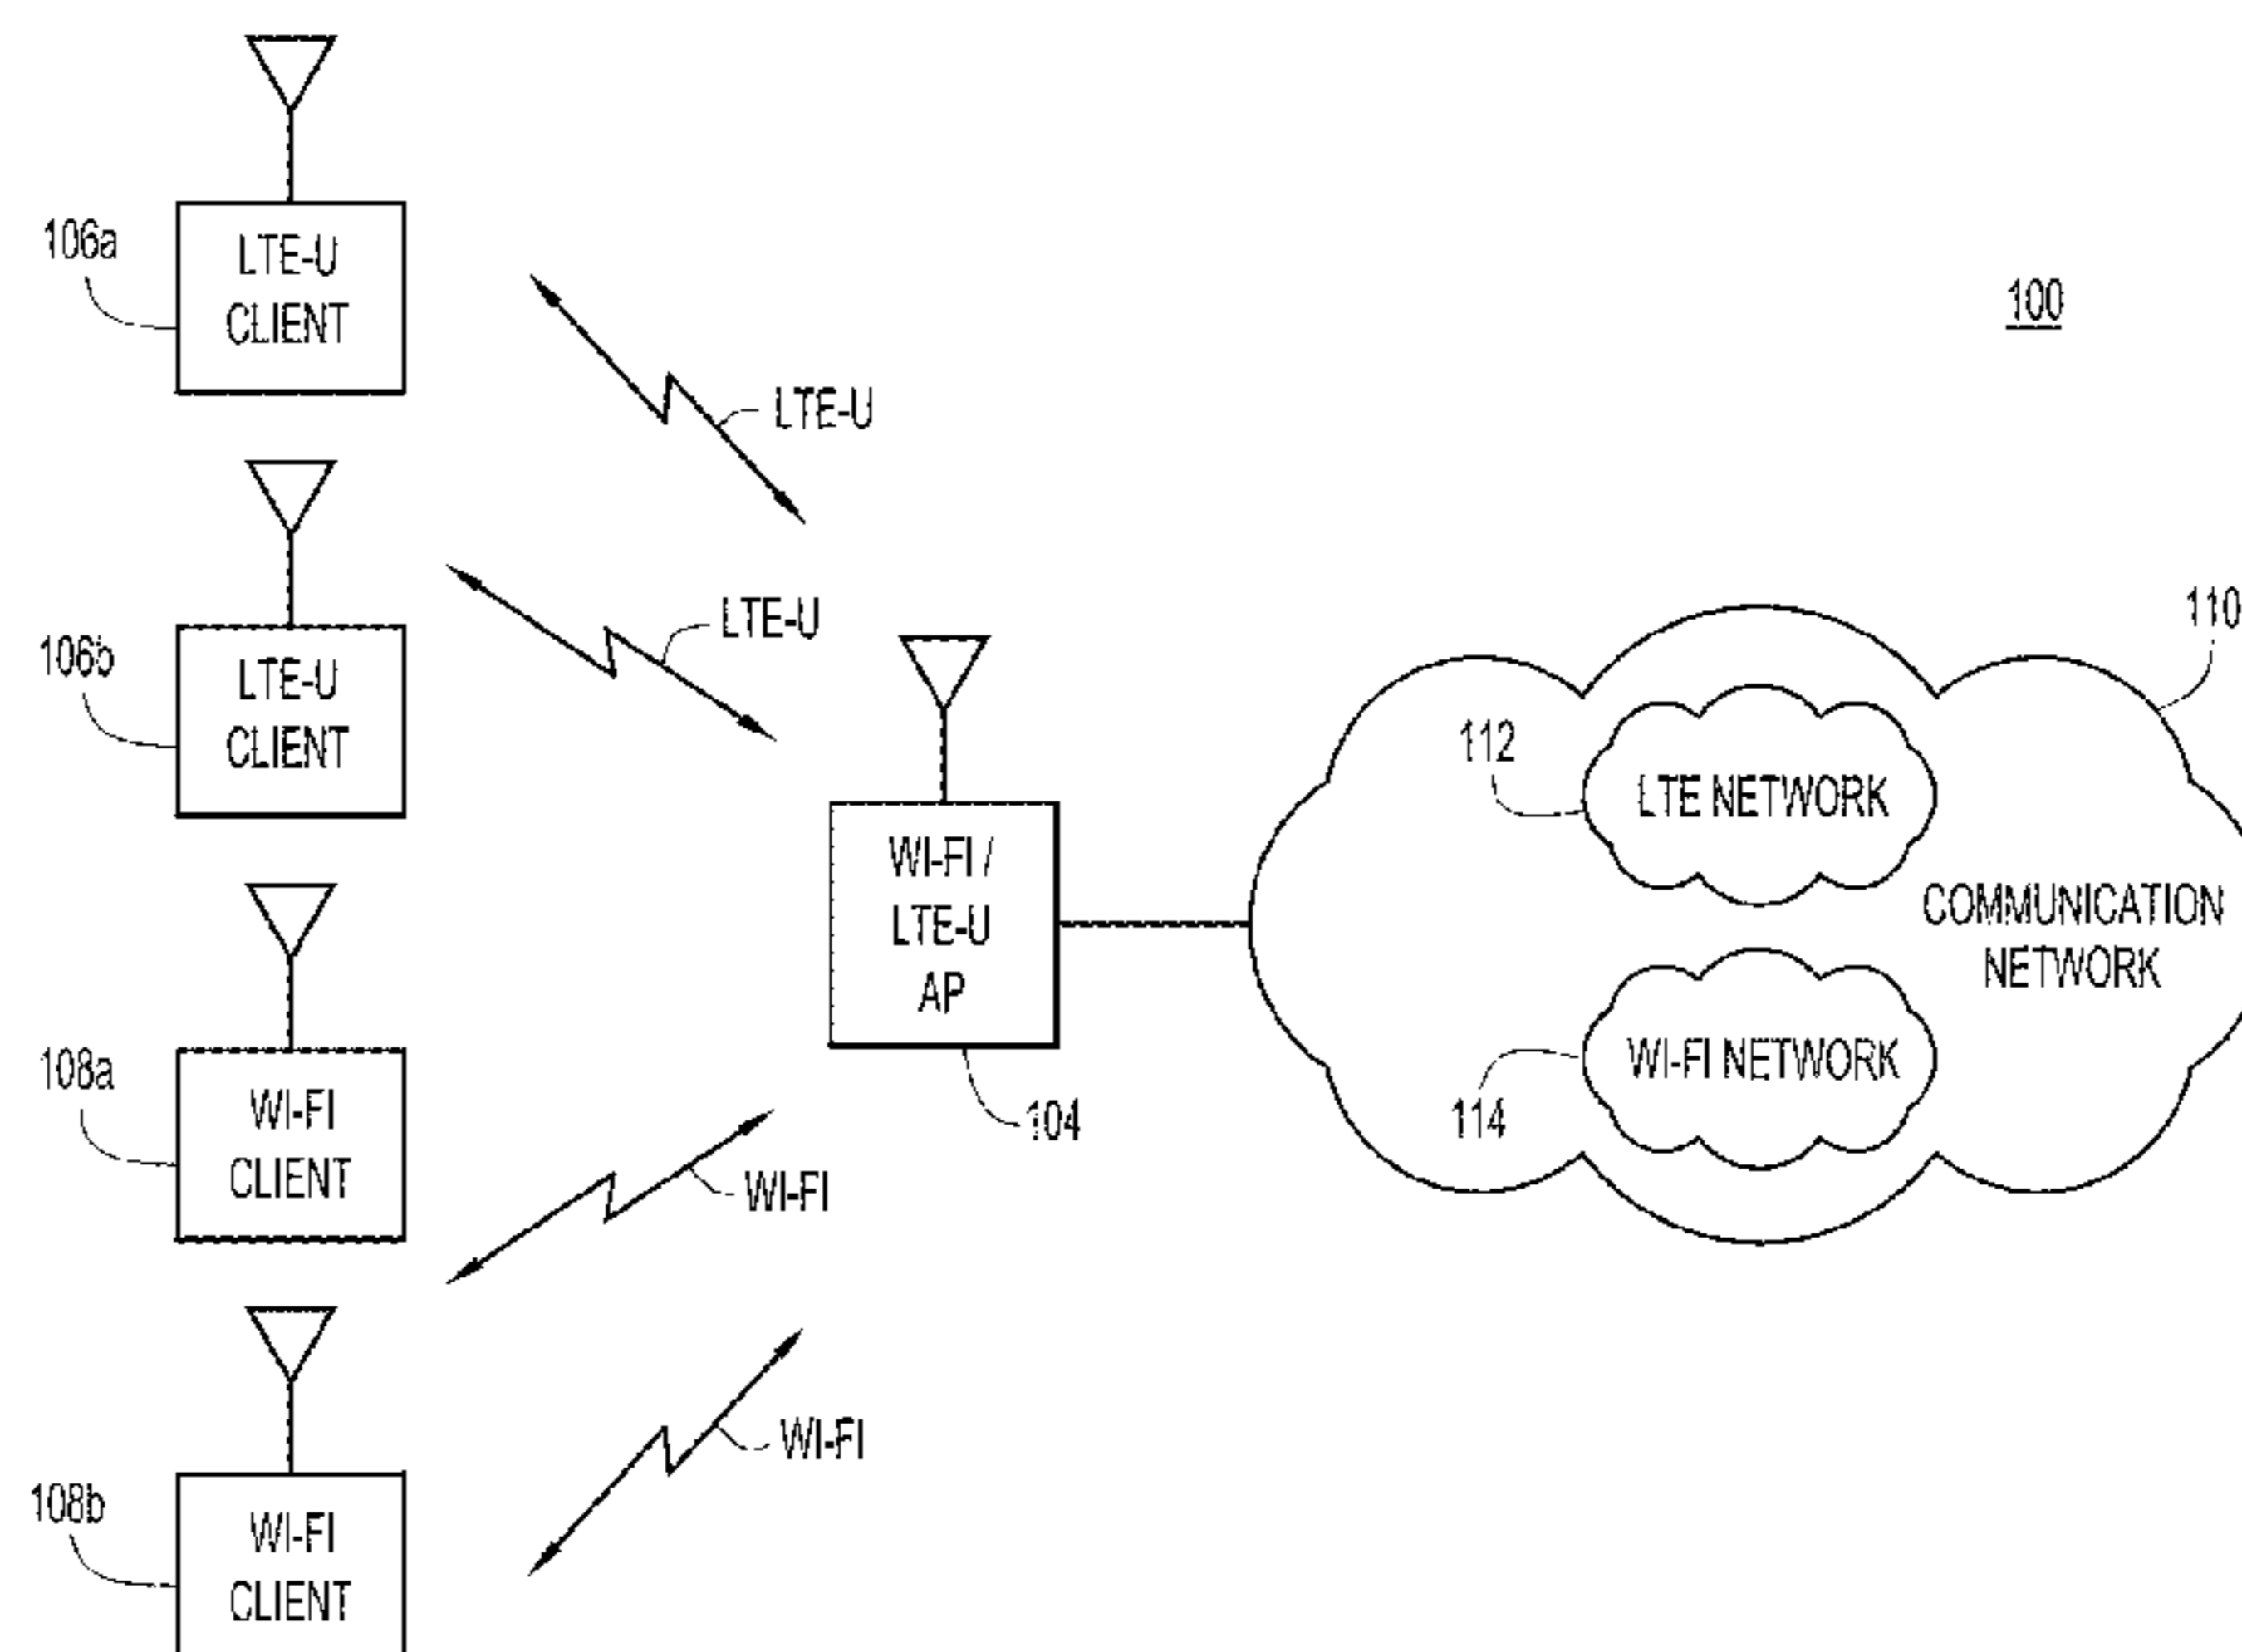 106a
LTE-U
CLIENT
100
LTE-U
106b
LTE-U
CLIENT
LTE-U
110
112
LTE NETWORK
WI-FI /
LTE-U
AP
COMMUNICATION
NETWORK
108a
WI-FI
CLIENT
104
114
WI-FI NETWORK
WI-FI
108b
WI-FI
CLIENT
WI-FI